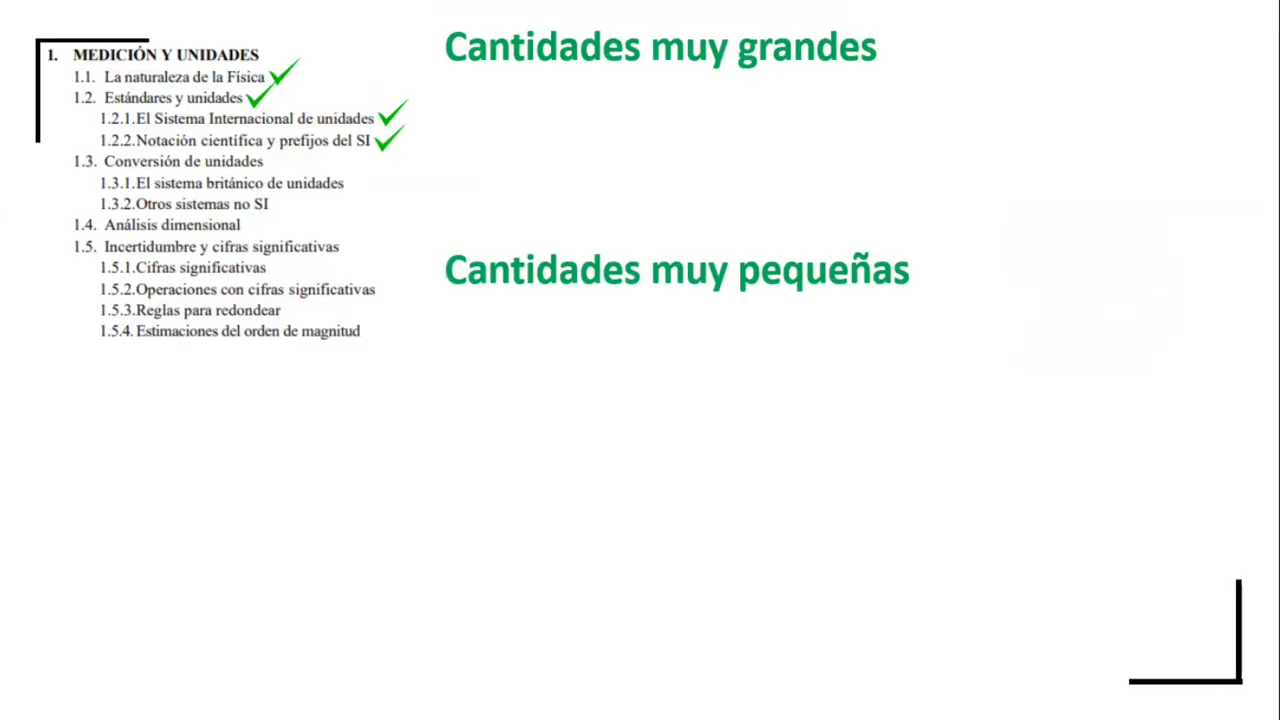 1. MEDICIÓN Y UNIDADES
1.1. La naturaleza de la Física
1.2. Estándares y unidades
1.2.1.El Sistema Internacional de unidades
1.2.2.Notación científica y prefijos del SI
1.3. Conversión de unidades
1.3.1.El sistema británico de unidades
1.3.2.Otros sistemas no SI
1.4. Análisis dimensional
1.5. Incertidumbre y cifras significativas
1.5.1.Cifras significativas
1.5.2.Operaciones con cifras significativas
1.5.3.Reglas para redondear
1.5.4. Estimaciones del orden de magnitud
Cantidades muy grandes
Cantidades muy pequeñas